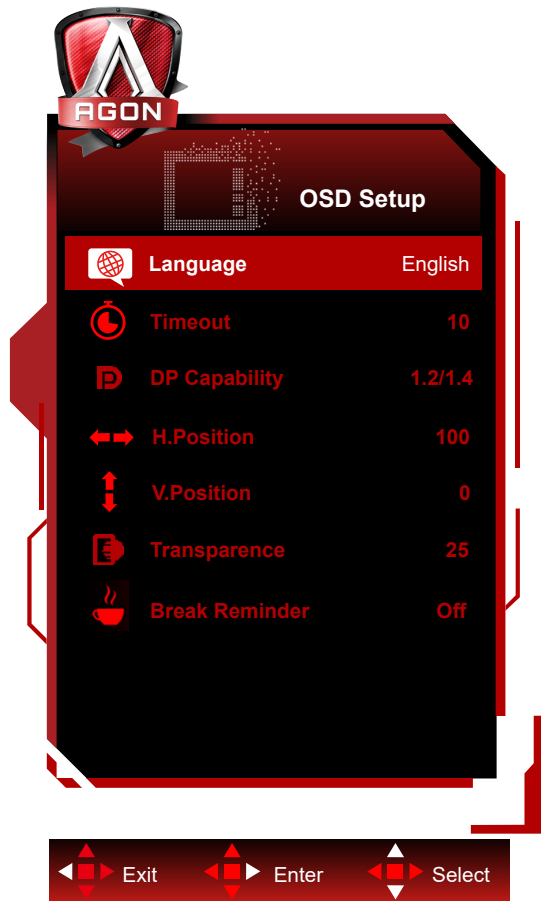 AGON
OSD Setup
Language English
Timeout 10
DP Capability 1.2/1.4
H.Position 100
V.Position 0
Transparence 25
Break Reminder Off
Exit Enter Select